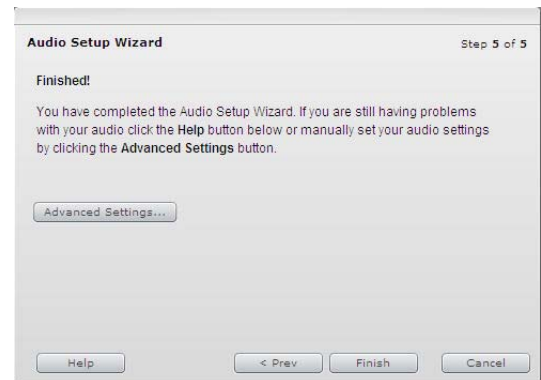 Audio Setup Wizard
Step 5 of 5
Finished!
You have completed the Audio Setup Wizard. If you are still having problems
with your audio click the Help button below or manually set your audio settings
by clicking the Advanced Settings button.
Advanced Settings...
Help
< Prev
Finish
Cancel